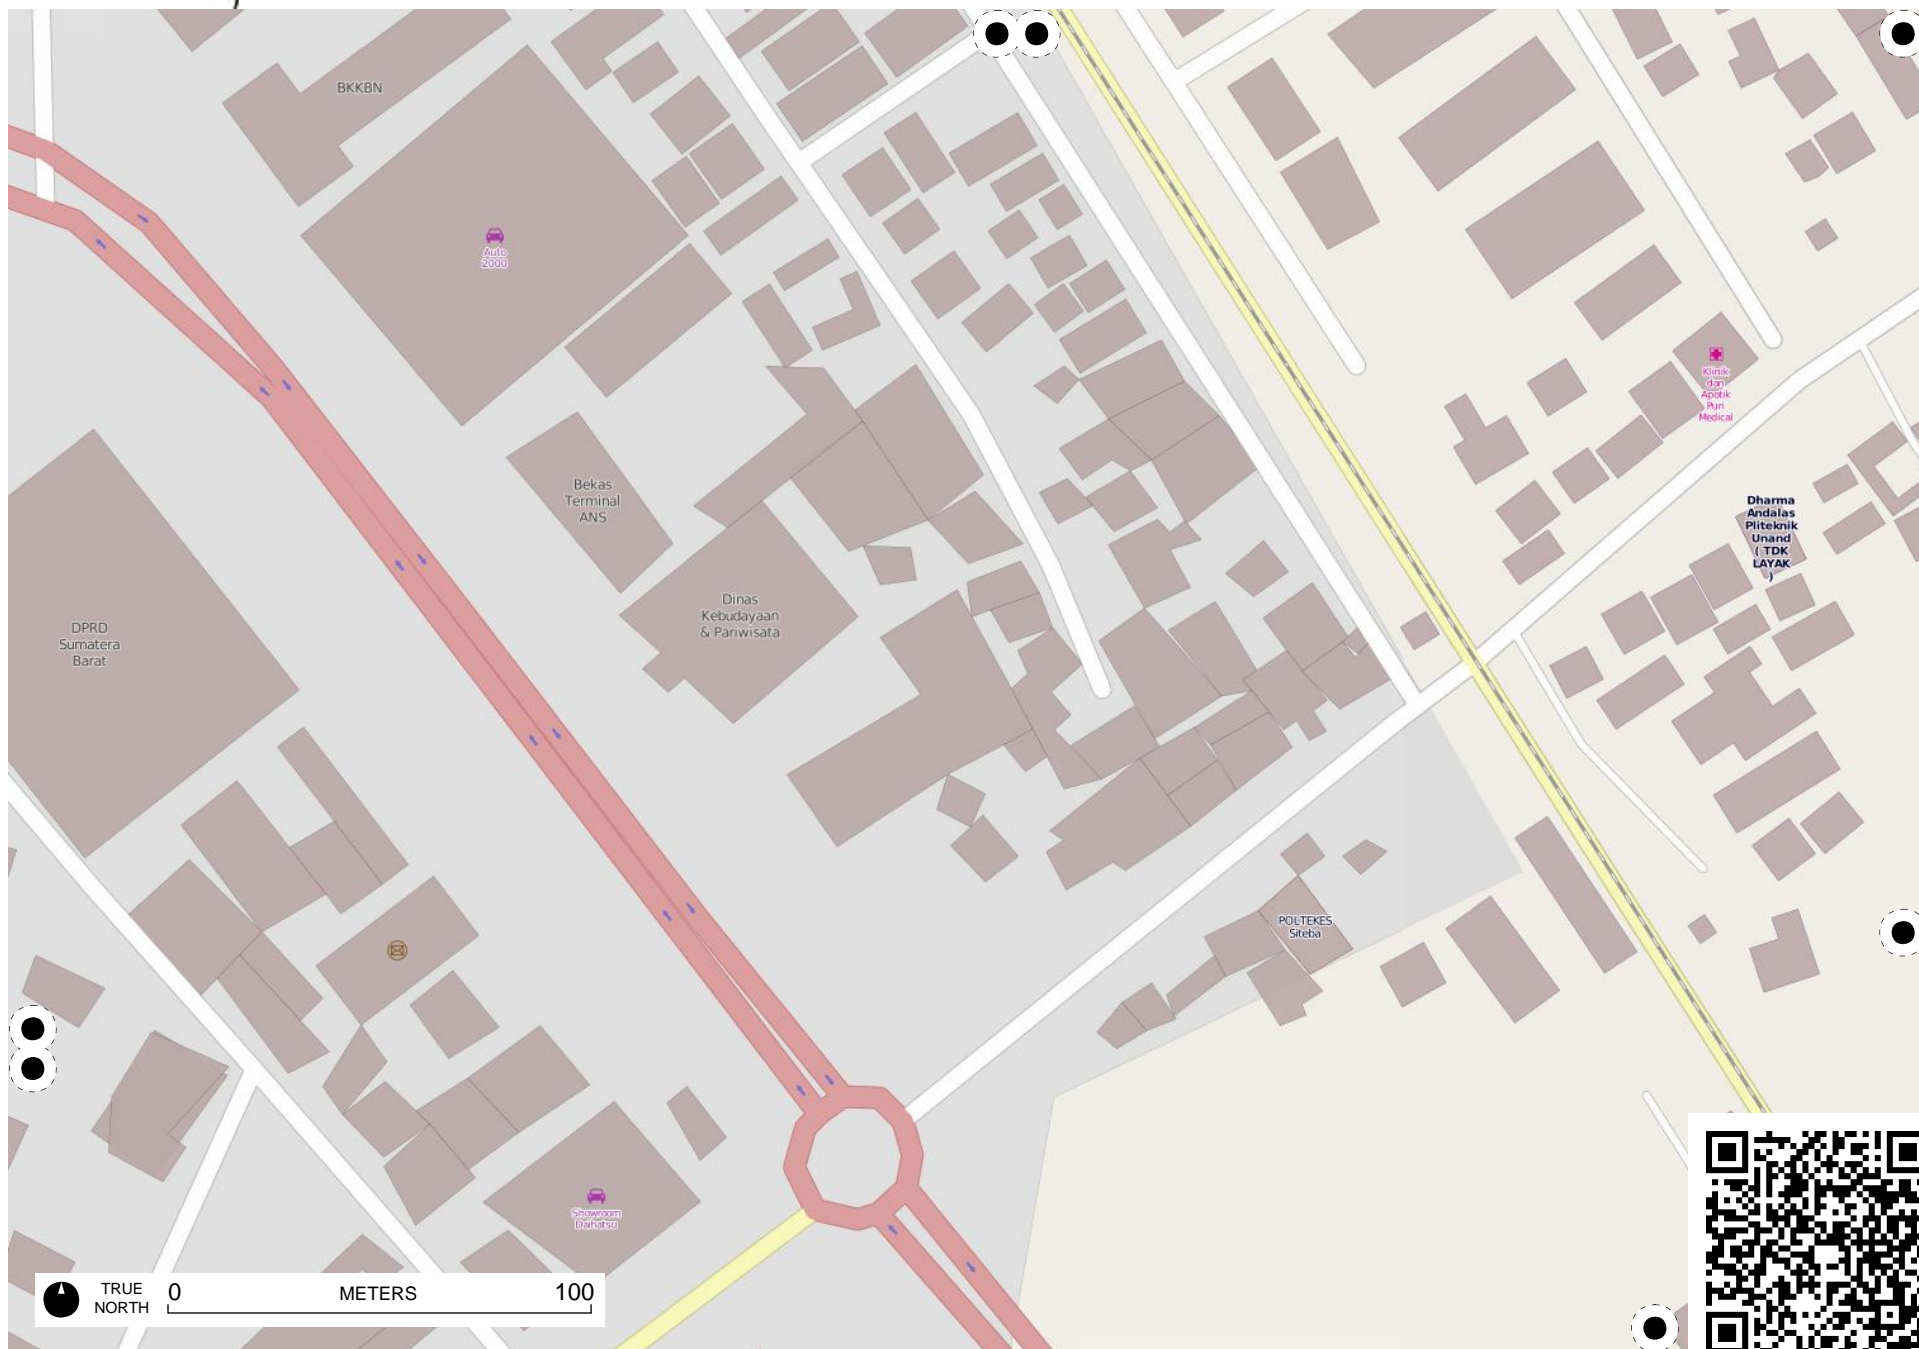 BKKBN
Auto
2000
Klinik
dan
Apotik
Puri
Medical
Bekas
Terminal
ANS
Dharma
Andalas
Pliteknik
Unand
( TDK
LAYAK
)
Dinas
Kebudayaan
& Pariwisata
DPRD
Sumatera
Barat
POLTEKES
Siteba
Showroom
Daihatsu
TRUE
NORTH
0 METERS 100